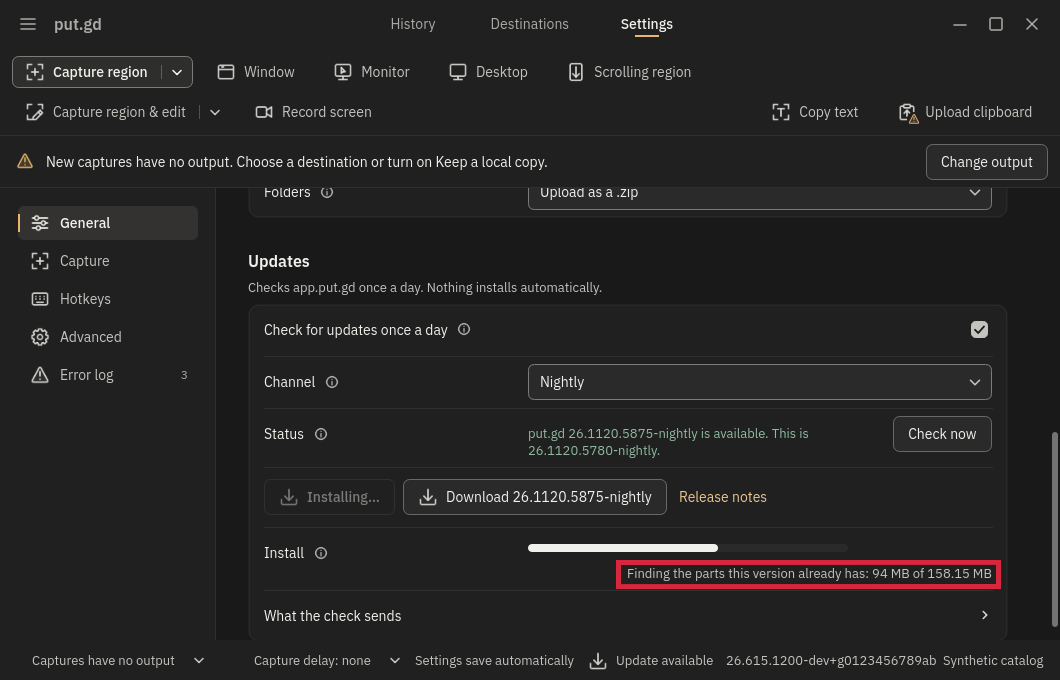 put.gd
History
Destinations
Settings
Capture region
Window
Monitor
Desktop
Scrolling region
Capture region & edit
Record screen
Copy text
Upload clipboard
New captures have no output. Choose a destination or turn on Keep a local copy.
Change output
General
Capture
Hotkeys
Advanced
Error log
3
Folders
Upload as a .zip
Updates
Checks app.put.gd once a day. Nothing installs automatically.
Check for updates once a day
Channel
Nightly
Status
put.gd 26.1120.5875-nightly is available. This is
26.1120.5780-nightly.
Check now
Installing...
Download 26.1120.5875-nightly
Release notes
Install
Finding the parts this version already has: 94 MB of 158.15 MB
What the check sends
Captures have no output
Capture delay: none
Settings save automatically
Update available
26.615.1200-dev+g0123456789ab
Synthetic catalog